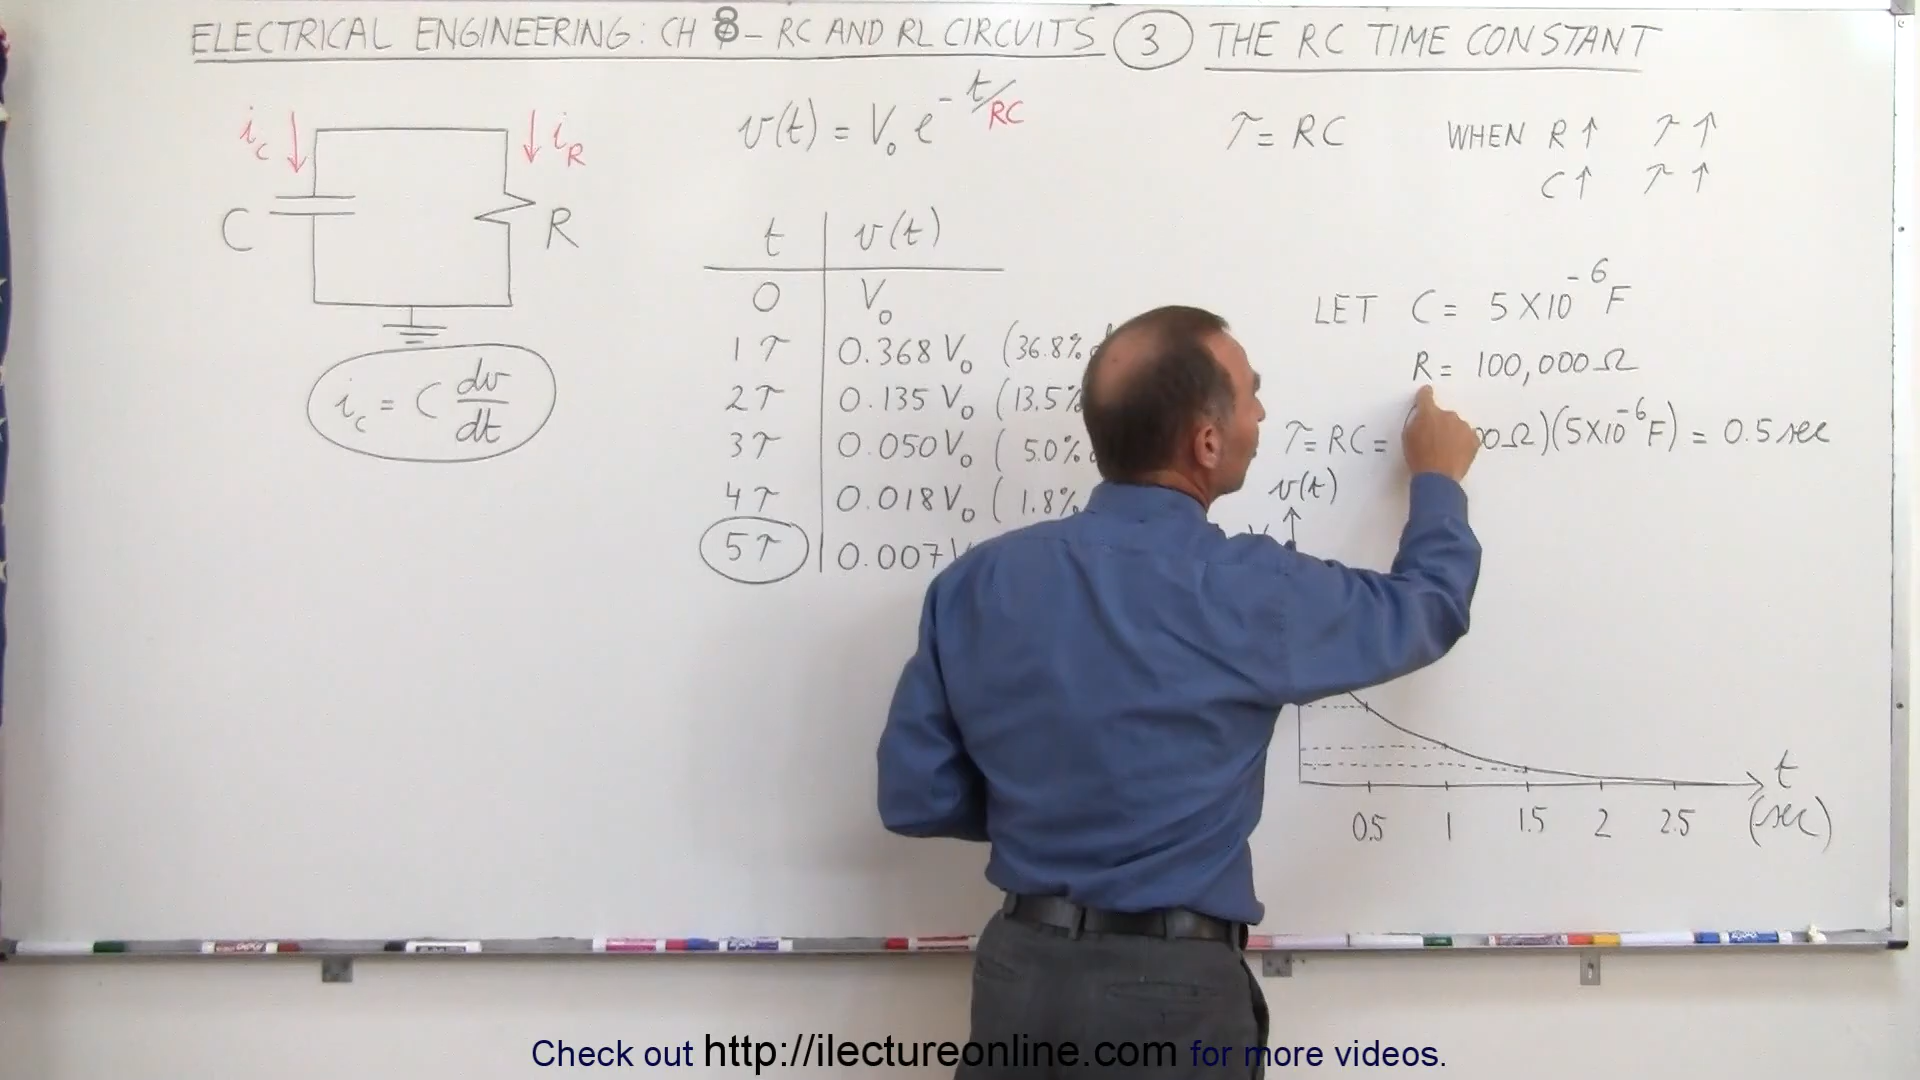 ELECTRICAL ENGINEERING: CH 8 - RC AND RL CIRCUITS (3) THE RC TIME CONSTANT
i_C ↓ ↓ i_R
C R
i_C = C dv/dt
v(t) = V₀ e^(-t/RC)
t v(t)
0 V₀
1τ 0.368 V₀ (36.8%
2τ 0.135 V₀ (13.5%
3τ 0.050 V₀ ( 5.0%
4τ 0.018 V₀ ( 1.8%
5τ 0.007
τ = RC WHEN R↑ τ↑
C↑ τ↑
LET C = 5 X 10⁻⁶ F
R = 100,000 Ω
τ = RC = ( 00 Ω)(5X10⁻⁶ F) = 0.5 sec
v(t)
t
0.5 1 1.5 2 2.5 (sec)
Check out http://ilectureonline.com for more videos.